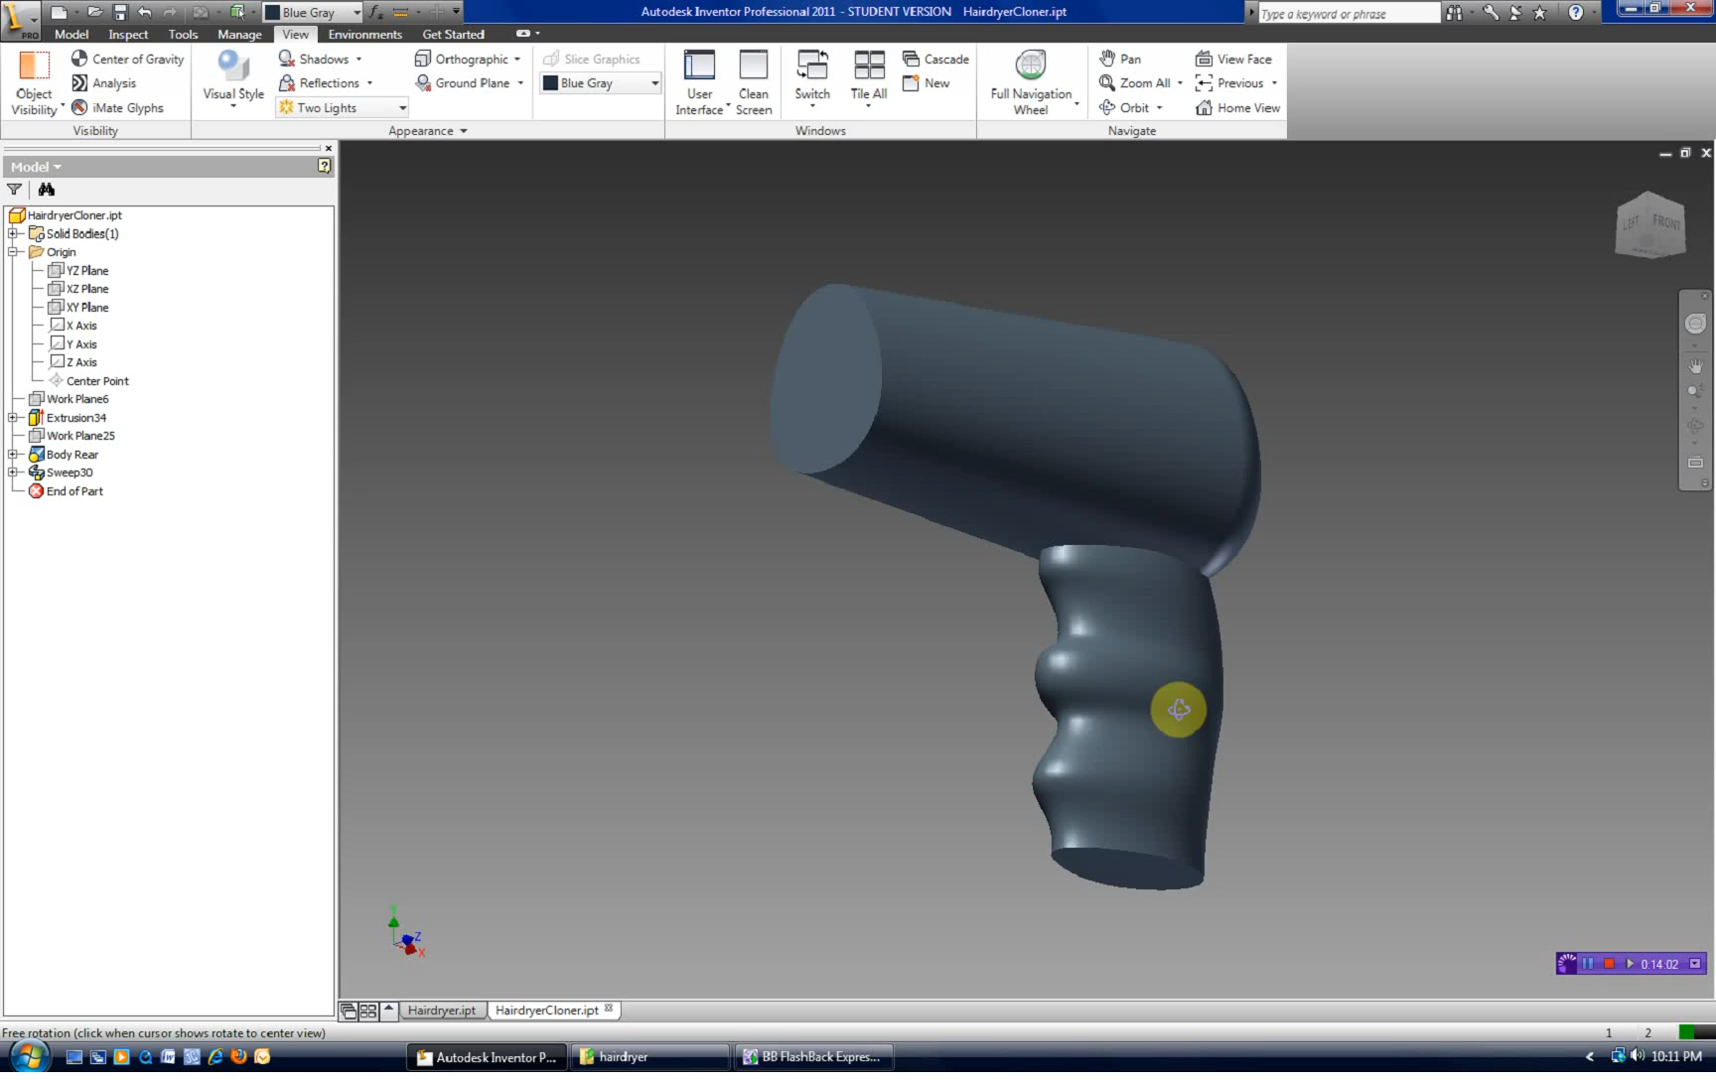 Blue Gray
Autodesk Inventor Professional 2011 - STUDENT VERSION HairdryerCloner.ipt
Type a keyword or phrase
PRO
Model Inspect Tools Manage View Environments Get Started
Object Visibility
Center of Gravity
Analysis
iMate Glyphs
Visibility
Visual Style
Shadows
Reflections
Two Lights
Orthographic
Ground Plane
Appearance
Slice Graphics
Blue Gray
User Interface
Clean Screen
Switch
Tile All
Cascade
New
Windows
Full Navigation Wheel
Pan
Zoom All
Orbit
View Face
Previous
Home View
Navigate
Model
HairdryerCloner.ipt
Solid Bodies(1)
Origin
YZ Plane
XZ Plane
XY Plane
X Axis
Y Axis
Z Axis
Center Point
Work Plane6
Extrusion34
Work Plane25
Body Rear
Sweep30
End of Part
LEFT FRONT
Y
Z
X
0:14.02
Hairdryer.ipt HairdryerCloner.ipt
Free rotation (click when cursor shows rotate to center view)
1 2
Autodesk Inventor P... hairdryer BB FlashBack Expres...
10:11 PM